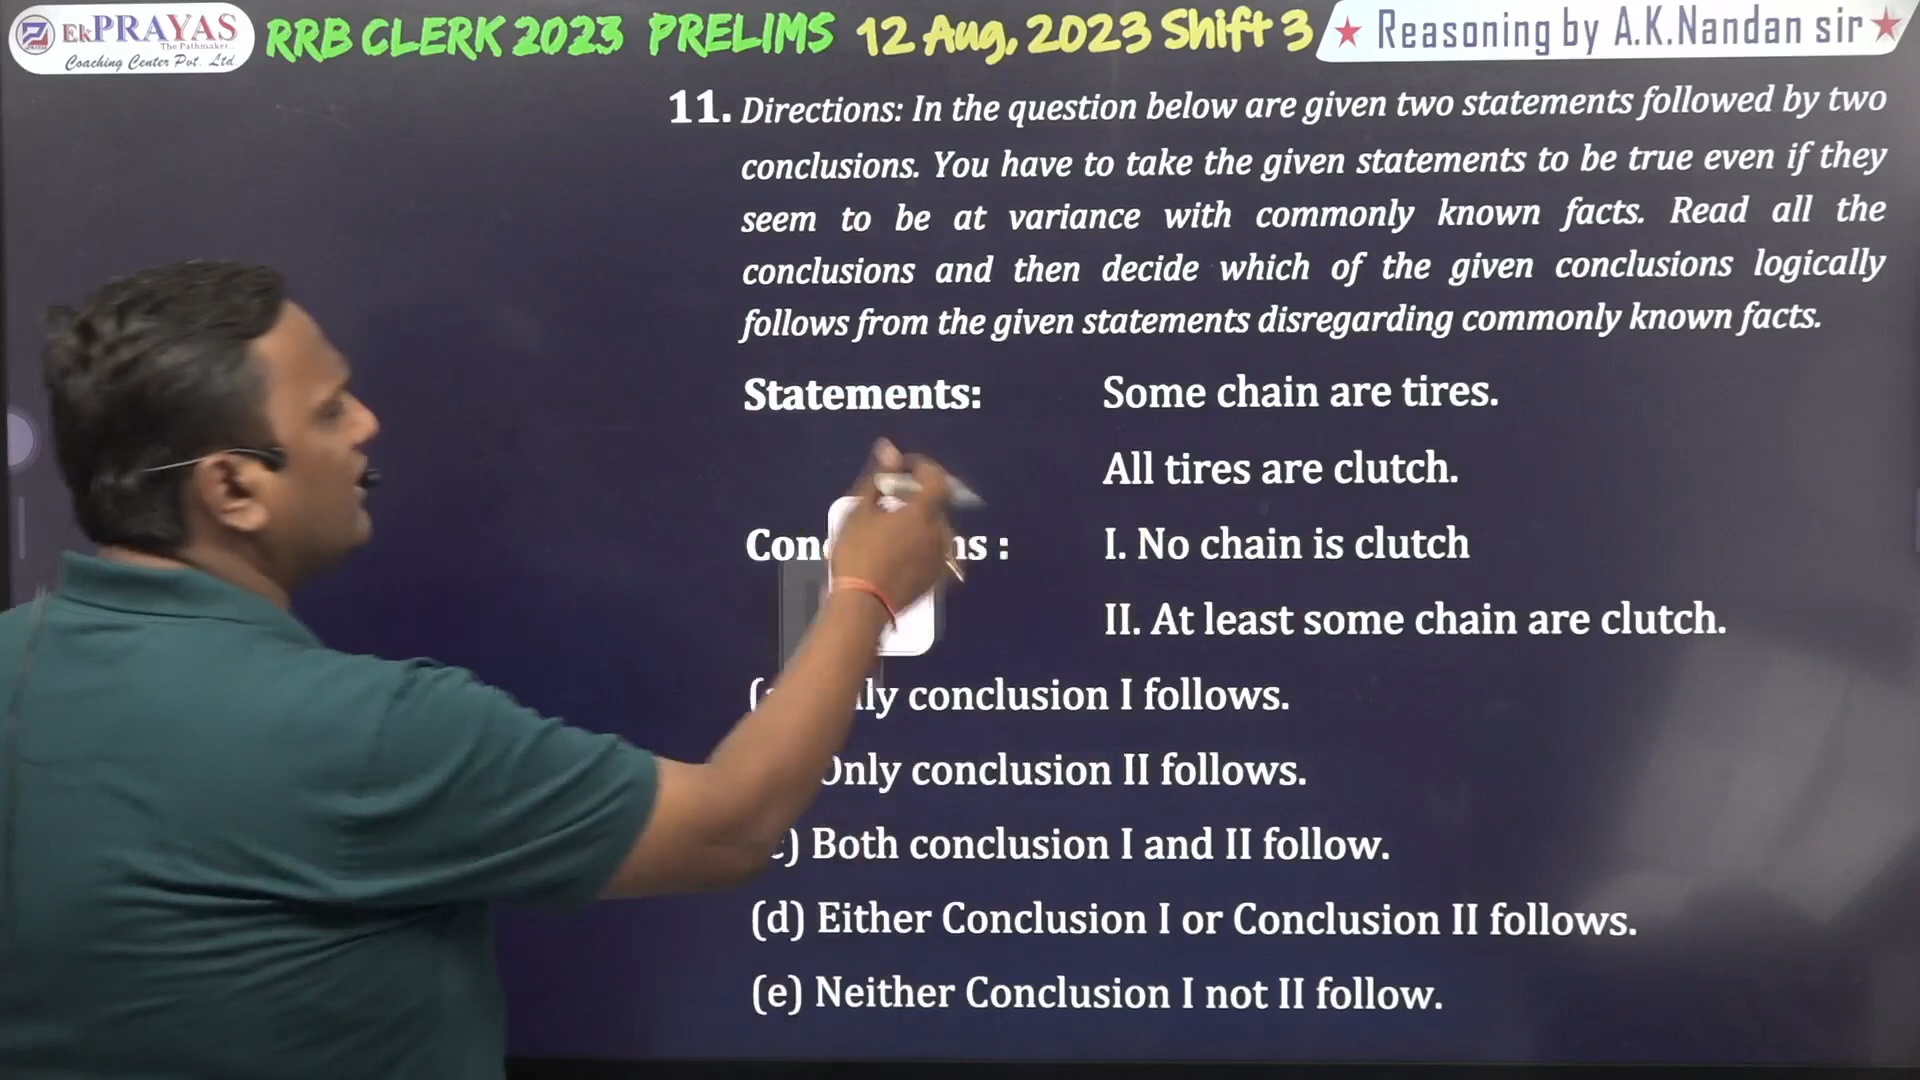 EkPRAYAS
The Pathmaker..
Coaching Center Pvt. Ltd.
RRB CLERK 2023 PRELIMS 12 Aug, 2023 Shift 3
Reasoning by A.K.Nandan sir
11. Directions: In the question below are given two statements followed by two
conclusions. You have to take the given statements to be true even if they
seem to be at variance with commonly known facts. Read all the
conclusions and then decide which of the given conclusions logically
follows from the given statements disregarding commonly known facts.
Statements: Some chain are tires.
All tires are clutch.
: I. No chain is clutch
II. At least some chain are clutch.
conclusion I follows.
Only conclusion II follows.
) Both conclusion I and II follow.
(d) Either Conclusion I or Conclusion II follows.
(e) Neither Conclusion I not II follow.